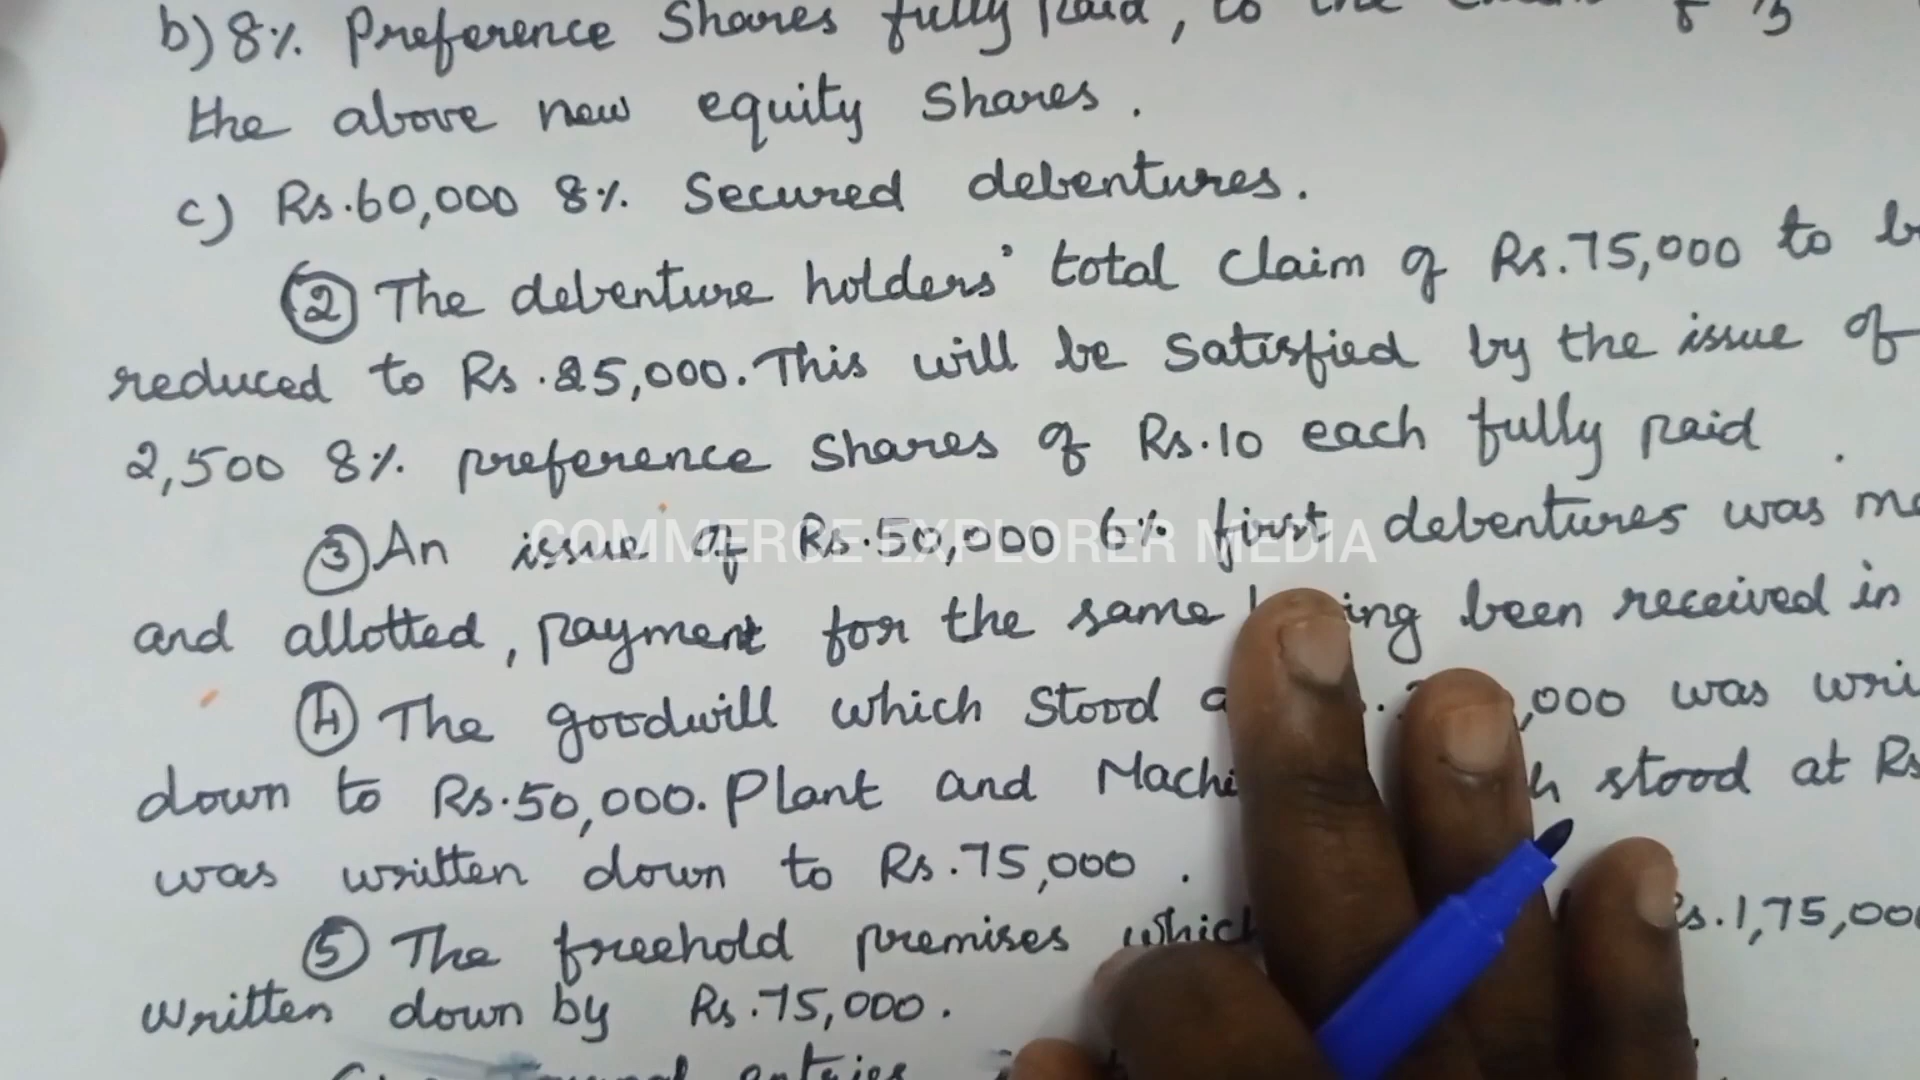 b) 8% Preference Shares fully paid, to the
the above new equity Shares.
c) Rs.60,000 8% Secured debentures.
② The debenture holders' total claim of Rs.75,000 to
reduced to Rs.25,000. This will be satisfied by the issue of
2,500 8% preference shares of Rs.10 each fully paid.
③ An issue of Rs.50,000 6% first debentures was
COMMERCE EXPLORER MEDIA
and allotted, payment for the same been received in
④ The goodwill which stood ,000 was
down to Rs.50,000. Plant and stood at Rs
was written down to Rs.75,000.
⑤ The freehold premises which Rs.1,75,00
written down by Rs.75,000.
entries